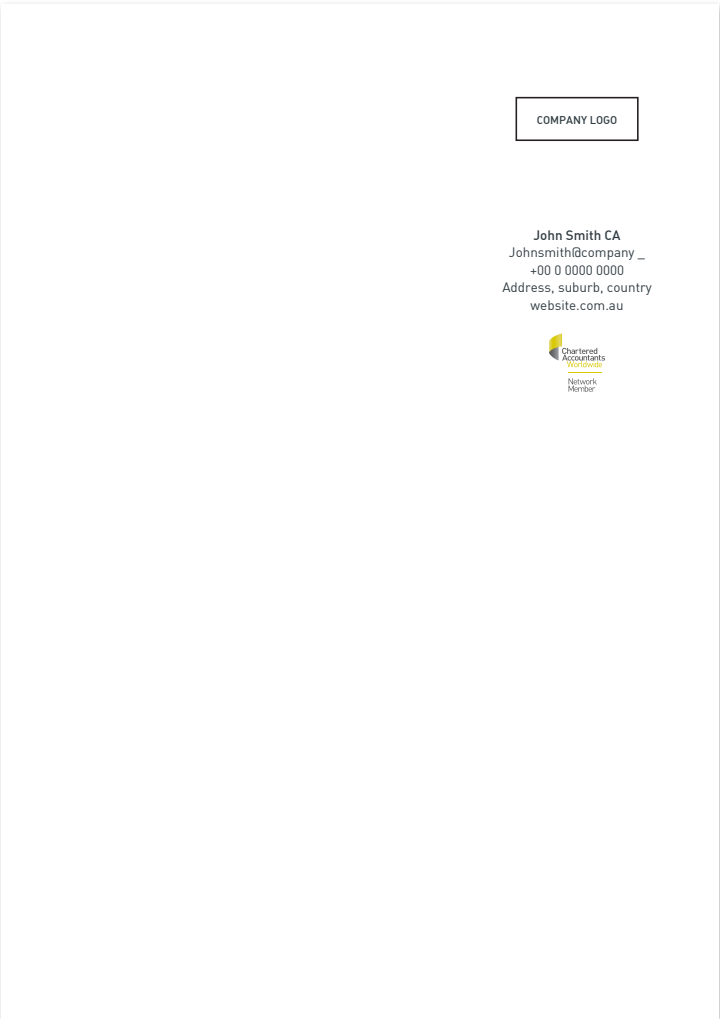 COMPANY LOGO
John Smith CA
Johnsmith@company _
+00 0 0000 0000
Address, suburb, country
website.com.au
Chartered
Accountants
Worldwide
Network
Member